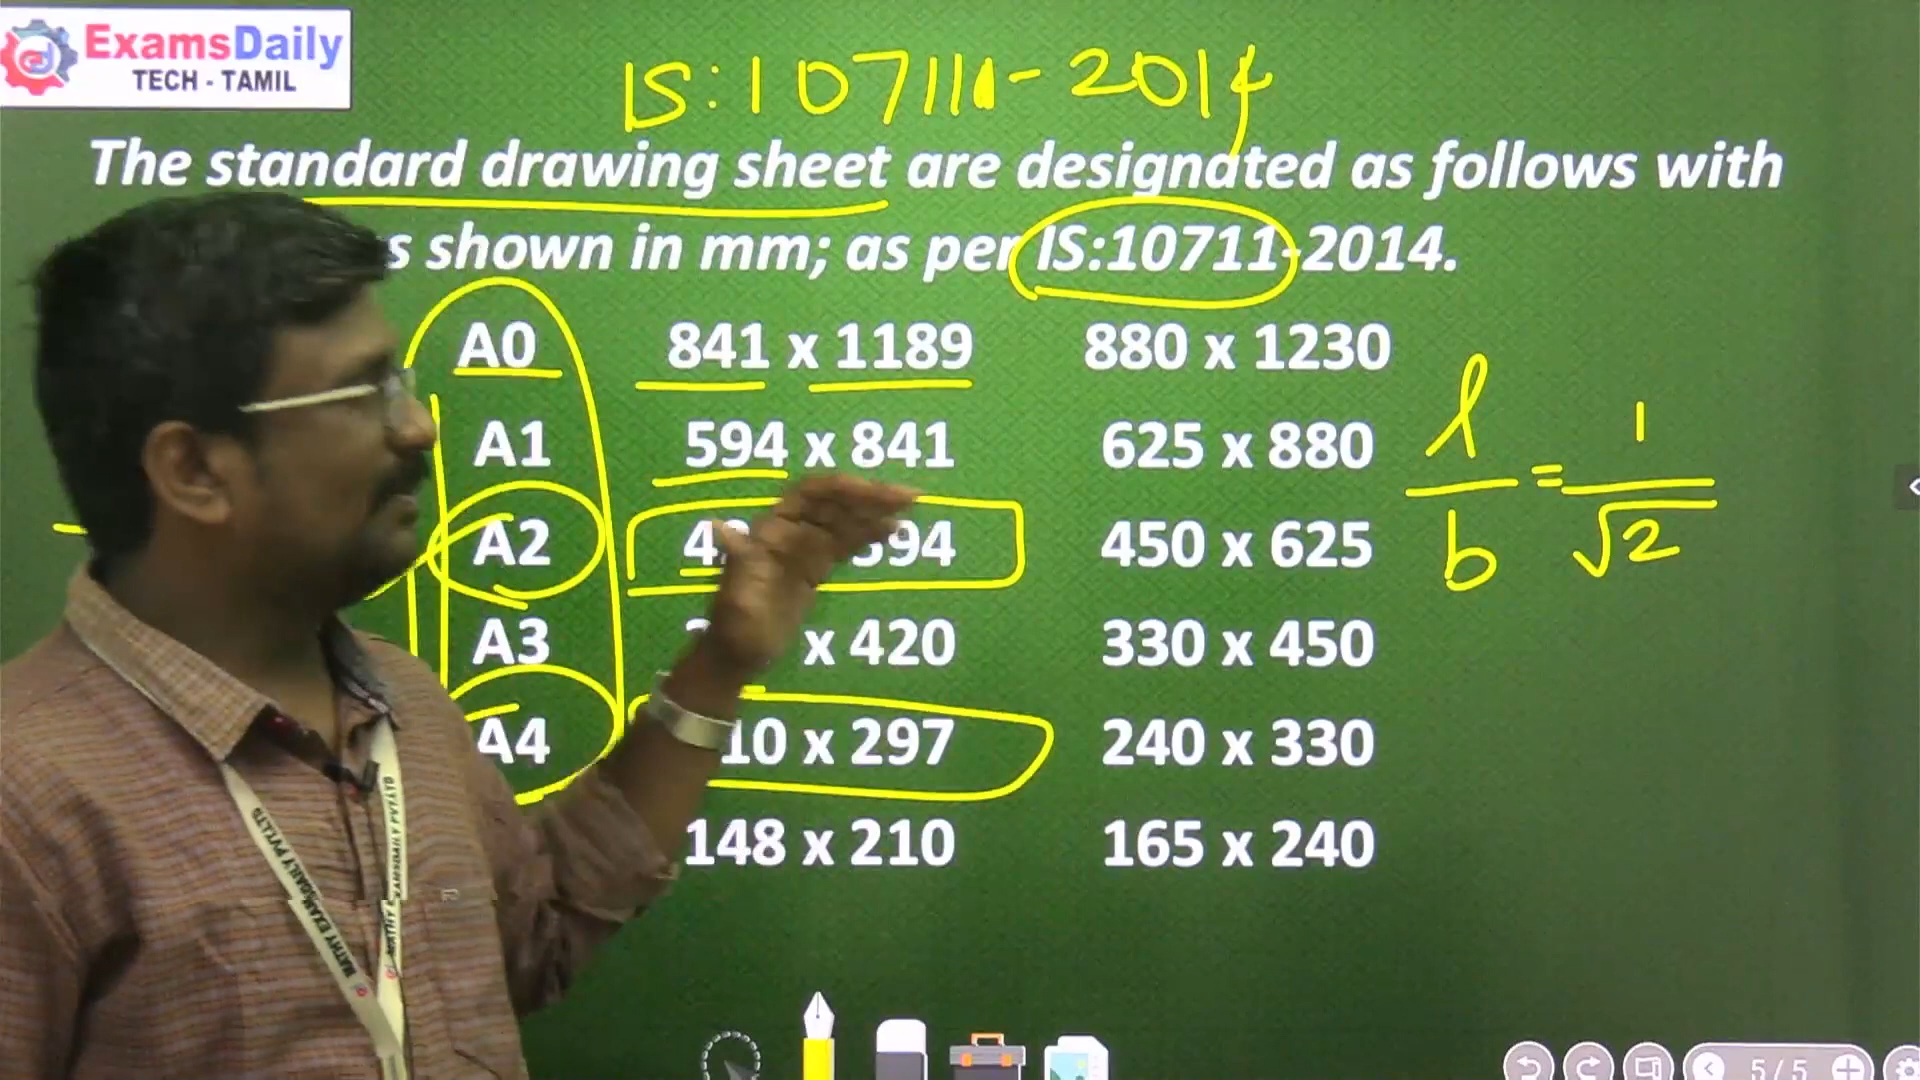 ExamsDaily
TECH - TAMIL
IS:10711-2014
The standard drawing sheet are designated as follows with
s shown in mm; as per IS:10711-2014.
A0 841 x 1189 880 x 1230
A1 594 x 841 625 x 880
A2 4 594 450 x 625
A3 x 420 330 x 450
A4 10 x 297 240 x 330
148 x 210 165 x 240
l/b = 1/√2
5/5